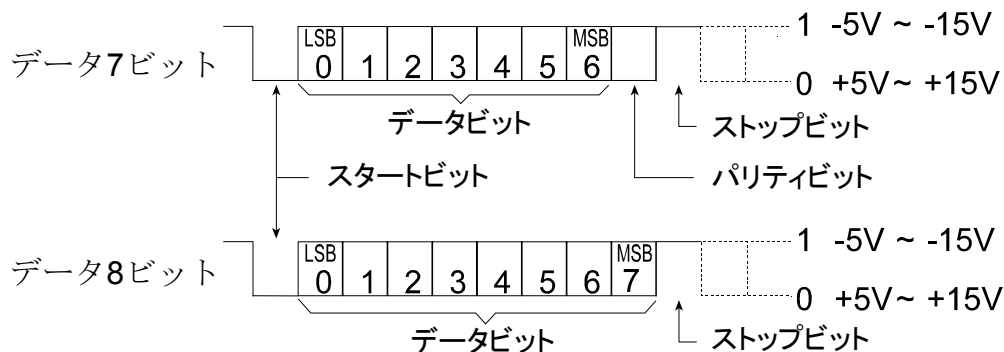 1 -5V ~ -15V
LSB MSB
データ7ビット 0 1 2 3 4 5 6
0 +5V~ +15V
データビット ストップビット
スタートビット パリティビット
1 -5V ~ -15V
LSB MSB
データ8ビット 0 1 2 3 4 5 6 7
0 +5V~ +15V
データビット ストップビット